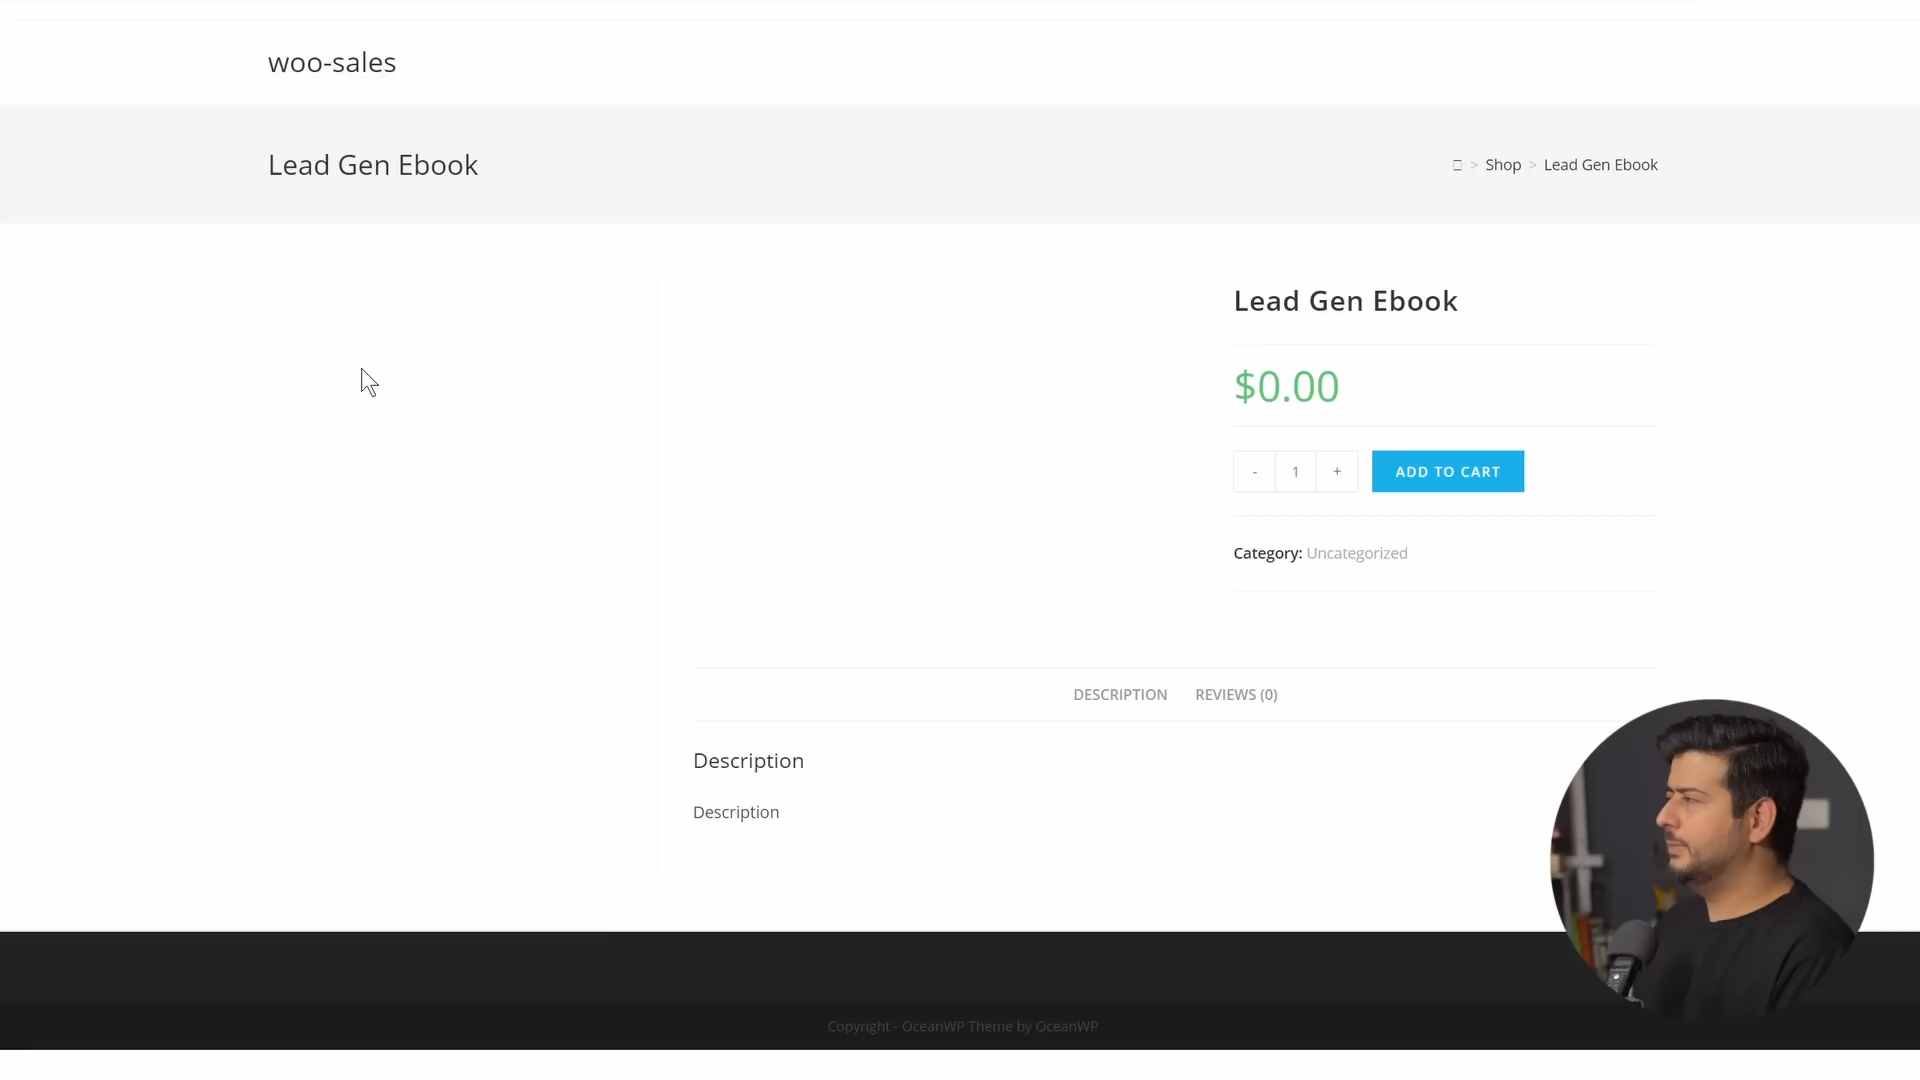 woo-sales
Lead Gen Ebook
> Shop > Lead Gen Ebook
Lead Gen Ebook
$0.00
- 1 + ADD TO CART
Category: Uncategorized
DESCRIPTION REVIEWS (0)
Description
Description
Copyright - OceanWP Theme by OceanWP